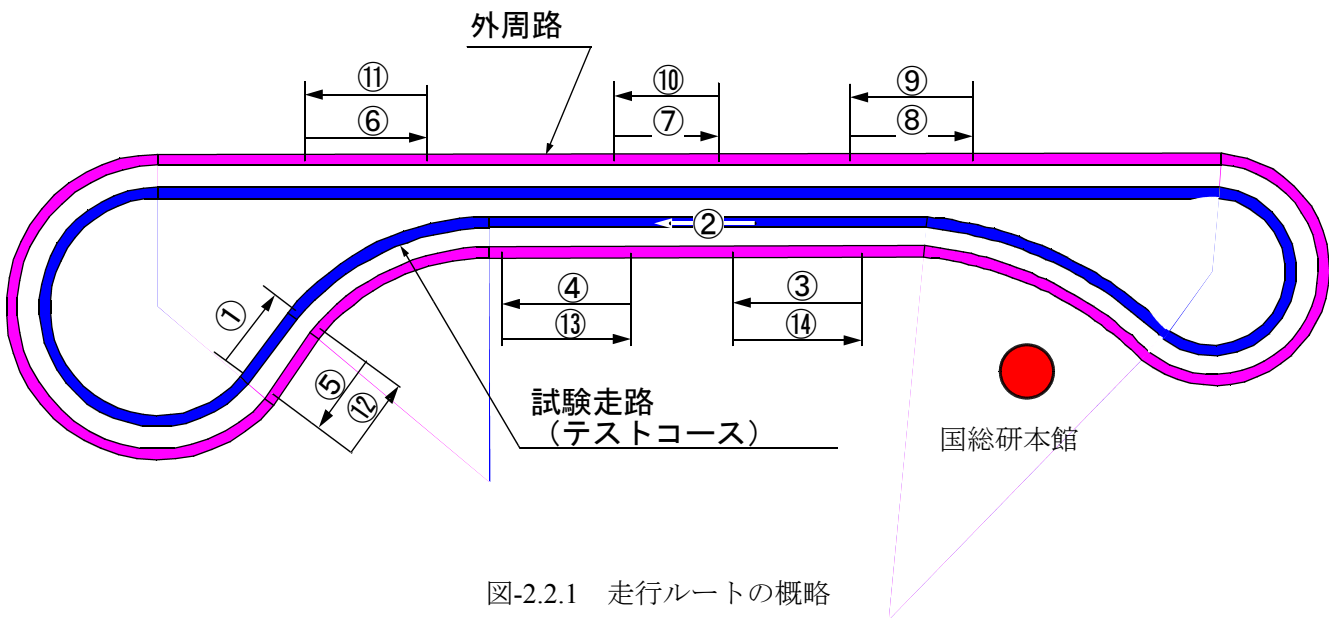 外周路
⑪
⑩
⑨
⑥
⑦
⑧
②
①
④
③
⑬
⑭
⑤
⑫
試験走路
（テストコース）
国総研本館
図-2.2.1　走行ルートの概略